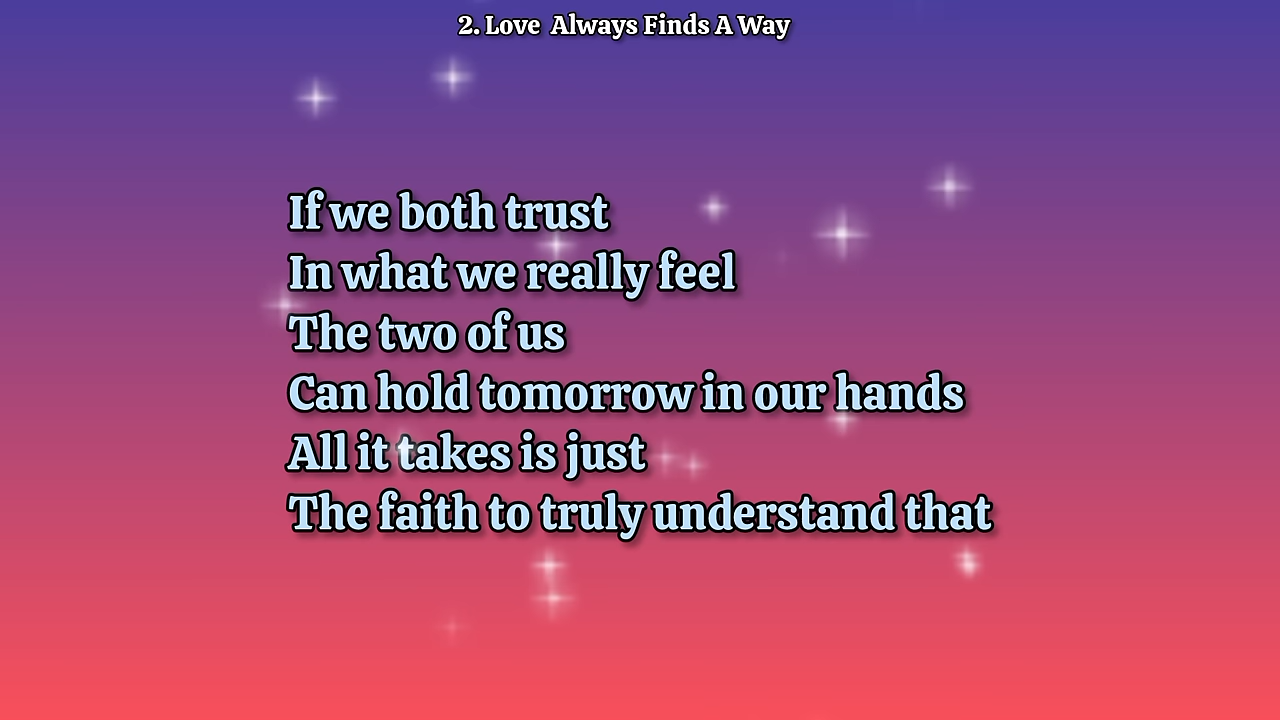 2. Love  Always Finds A Way
If we both trust
In what we really feel
The two of us
Can hold tomorrow in our hands
All it takes is just
The faith to truly understand that